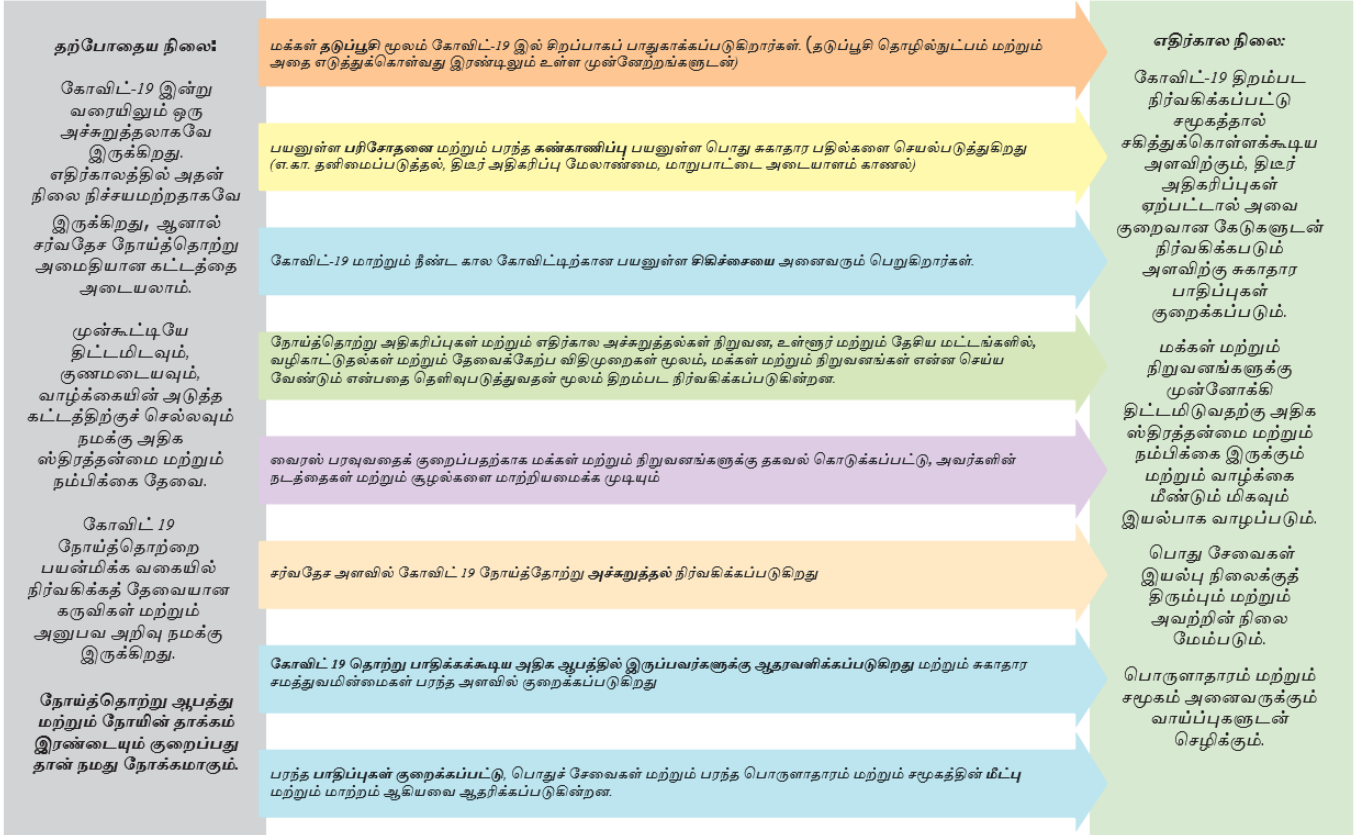 தற்போதைய நிலை:
கோவிட்-19 இன்று
வரையிலும் ஒரு
அச்சுறுத்தலாகவே
இருக்கிறது.
எதிர்காலத்தில் அதன்
நிலை நிச்சயமற்றதாகவே
இருக்கிறது, ஆனால்
சர்வதேச நோய்த்தொற்று
அமைதியான கட்டத்தை
அடையலாம்.
முன்கூட்டியே
திட்டமிடவும்,
குணமடையவும்,
வாழ்க்கையின் அடுத்த
கட்டத்திற்குச் செல்லவும்
நமக்கு அதிக
ஸ்திரத்தன்மை மற்றும்
நம்பிக்கை தேவை.
கோவிட் 19
நோய்த்தொற்றை
பயன்மிக்க வகையில்
நிர்வகிக்கத் தேவையான
கருவிகள் மற்றும்
அனுபவ அறிவு நமக்கு
இருக்கிறது.
நோய்த்தொற்று ஆபத்து
மற்றும் நோயின் தாக்கம்
இரண்டையும் குறைப்பது
தான் நமது நோக்கமாகும்.
மக்கள் தடுப்பூசி மூலம் கோவிட்-19 இல் சிறப்பாகப் பாதுகாக்கப்படுகிறார்கள். (தடுப்பூசி தொழில்நுட்பம் மற்றும்
அதை எடுத்துக்கொள்வது இரண்டிலும் உள்ள முன்னேற்றங்களுடன்)
பயனுள்ள பரிசோதனை மற்றும் பரந்த கண்காணிப்பு பயனுள்ள பொது சுகாதார பதில்களை செயல்படுத்துகிறது
(எ.கா. தனிமைப்படுத்தல், திடீர் அதிகரிப்பு மேலாண்மை, மாறுபாட்டை அடையாளம் காணல்)
கோவிட்-19 மாற்றும் நீண்ட கால கோவிட்டிற்கான பயனுள்ள சிகிச்சையை அனைவரும் பெறுகிறார்கள்.
நோய்த்தொற்று அதிகரிப்புகள் மற்றும் எதிர்கால அச்சுறுத்தல்கள் நிறுவன, உள்ளூர் மற்றும் தேசிய மட்டங்களில்,
வழிகாட்டுதல்கள் மற்றும் தேவைக்கேற்ப விதிமுறைகள் மூலம், மக்கள் மற்றும் நிறுவனங்கள் என்ன செய்ய
வேண்டும் என்பதை தெளிவுபடுத்துவதன் மூலம் திறம்பட நிர்வகிக்கப்படுகின்றன.
வைரஸ் பரவுவதைக் குறைப்பதற்காக மக்கள் மற்றும் நிறுவனங்களுக்கு தகவல் கொடுக்கப்பட்டு, அவர்களின்
நடத்தைகள் மற்றும் சூழல்களை மாற்றியமைக்க முடியும்
சர்வதேச அளவில் கோவிட் 19 நோய்த்தோற்று அச்சுறுத்தல் நிர்வகிக்கப்படுகிறது
கோவிட் 19 தொற்று பாதிக்கக்கூடிய அதிக ஆபத்தில் இருப்பவர்களுக்கு ஆதரவளிக்கப்படுகிறது மற்றும் சுகாதார
சமத்துவமின்மைகள் பரந்த அளவில் குறைக்கப்படுகிறது
பரந்த பாதிப்புகள் குறைக்கப்பட்டு, பொதுச் சேவைகள் மற்றும் பரந்த பொருளாதாரம் மற்றும் சமூகத்தின் மீட்பு
மற்றும் மாற்றம் ஆகியவை ஆதரிக்கப்படுகின்றன.
எதிர்கால நிலை:
கோவிட்-19 திறம்பட
நிர்வகிக்கப்பட்டு
சமூகத்தால்
சகித்துக்கொள்ளக்கூடிய
அளவிற்கும், திடீர்
அதிகரிப்புகள்
ஏற்பட்டால் அவை
குறைவான கேடுகளுடன்
நிர்வகிக்கபடும்
அளவிற்கு சுகாதார
பாதிப்புகள்
குறைக்கப்படும்.
மக்கள் மற்றும்
நிறுவனங்களுக்கு
முன்னோக்கி
திட்டமிடுவதற்கு அதிக
ஸ்திரத்தன்மை மற்றும்
நம்பிக்கை இருக்கும்
மற்றும் வாழ்க்கை
மீண்டும் மிகவும்
இயல்பாக வாழப்படும்.
பொது சேவைகள்
இயல்பு நிலைக்குத்
திரும்பும் மற்றும்
அவற்றின் நிலை
மேம்படும்.
பொருளாதாரம் மற்றும்
சமூகம் அனைவருக்கும்
வாய்ப்புகளுடன்
செழிக்கும்.